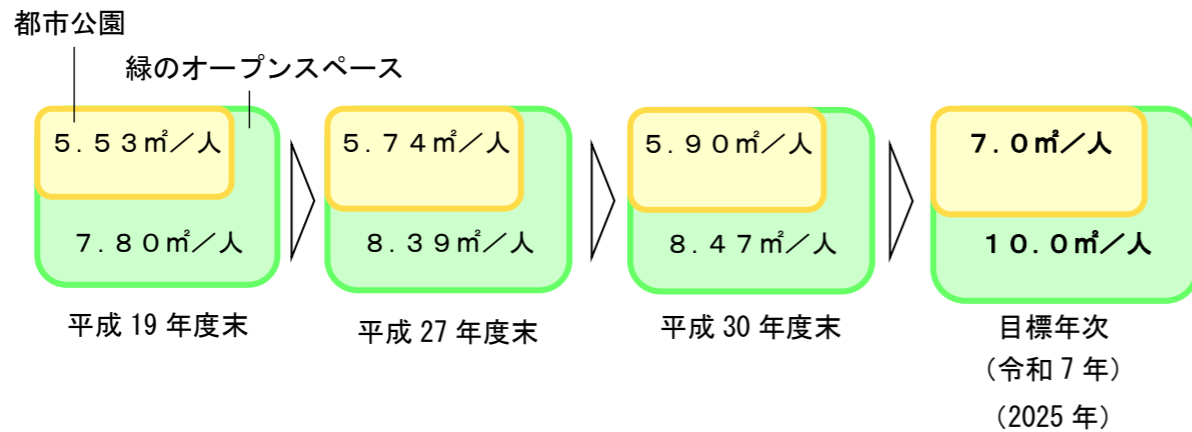 都市公園
緑のオープンスペース
5.53㎡/人
7.80㎡/人
平成 19 年度末
5.74㎡/人
8.39㎡/人
平成 27 年度末
5.90㎡/人
8.47㎡/人
平成 30 年度末
7.0㎡/人
10.0㎡/人
目標年次
(令和 7 年)
(2025 年)